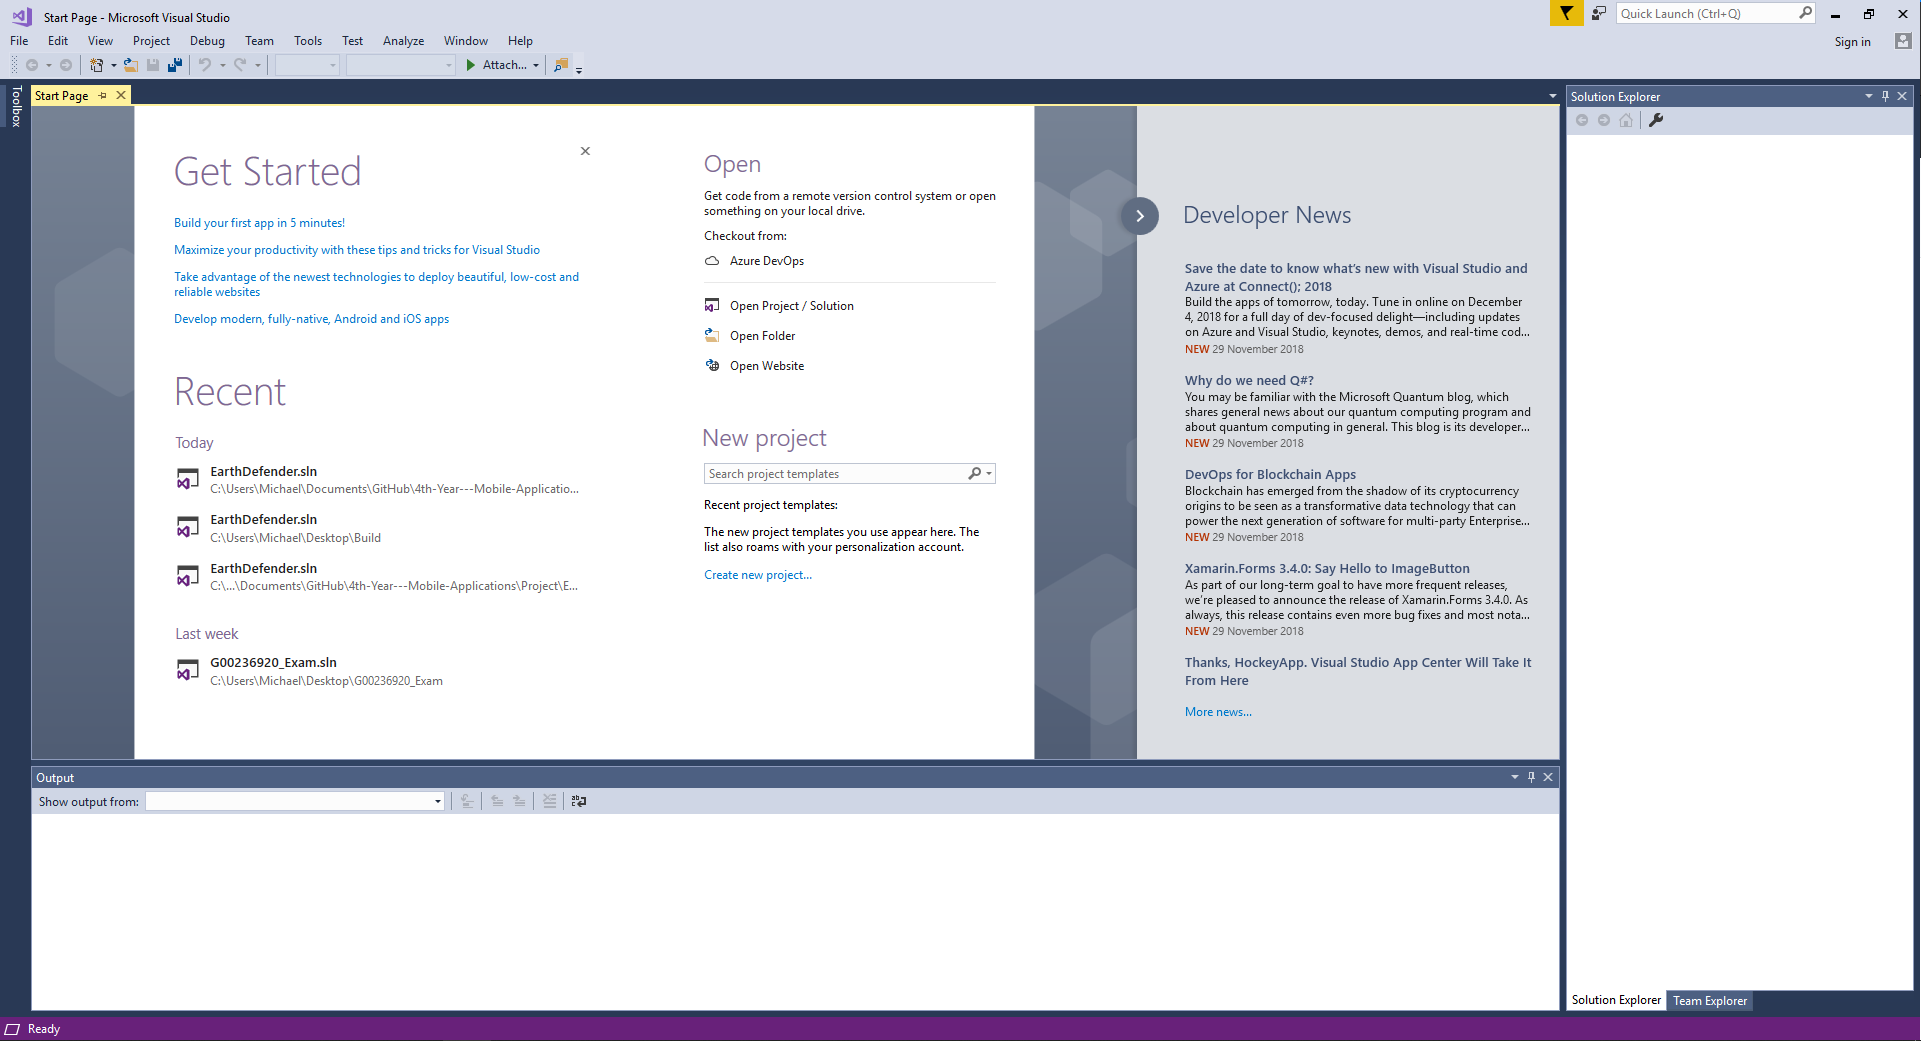 Start Page - Microsoft Visual Studio
Quick Launch (Ctrl+Q)
File Edit View Project Debug Team Tools Test Analyze Window Help
Sign in
Attach...
Toolbox
Start Page
Get Started
Build your first app in 5 minutes!
Maximize your productivity with these tips and tricks for Visual Studio
Take advantage of the newest technologies to deploy beautiful, low-cost and
reliable websites
Develop modern, fully-native, Android and iOS apps
Recent
Today
EarthDefender.sln
C:\Users\Michael\Documents\GitHub\4th-Year---Mobile-Applicatio...
EarthDefender.sln
C:\Users\Michael\Desktop\Build
EarthDefender.sln
C:\...\Documents\GitHub\4th-Year---Mobile-Applications\Project\E...
Last week
G00236920_Exam.sln
C:\Users\Michael\Desktop\G00236920_Exam
Open
Get code from a remote version control system or open
something on your local drive.
Checkout from:
Azure DevOps
Open Project / Solution
Open Folder
Open Website
New project
Search project templates
Recent project templates:
The new project templates you use appear here. The
list also roams with your personalization account.
Create new project...
Developer News
Save the date to know what's new with Visual Studio and
Azure at Connect(); 2018
Build the apps of tomorrow, today. Tune in online on December
4, 2018 for a full day of dev-focused delight—including updates
on Azure and Visual Studio, keynotes, demos, and real-time cod...
NEW 29 November 2018
Why do we need Q#?
You may be familiar with the Microsoft Quantum blog, which
shares general news about our quantum computing program and
about quantum computing in general. This blog is its developer...
NEW 29 November 2018
DevOps for Blockchain Apps
Blockchain has emerged from the shadow of its cryptocurrency
origins to be seen as a transformative data technology that can
power the next generation of software for multi-party Enterprise...
NEW 29 November 2018
Xamarin.Forms 3.4.0: Say Hello to ImageButton
As part of our long-term goal to have more frequent releases,
we're pleased to announce the release of Xamarin.Forms 3.4.0. As
always, this release contains even more bug fixes and most nota...
NEW 29 November 2018
Thanks, HockeyApp. Visual Studio App Center Will Take It
From Here
More news...
Solution Explorer
Output
Show output from:
Solution Explorer Team Explorer
Ready